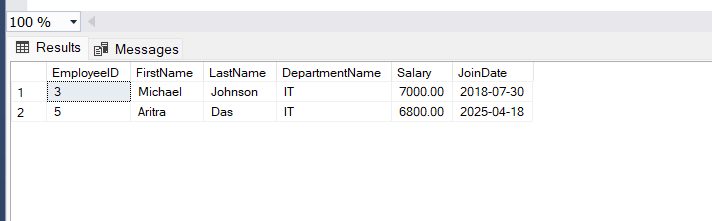 100 %
Results Messages
EmployeeID FirstName LastName DepartmentName Salary JoinDate
1 3 Michael Johnson IT 7000.00 2018-07-30
2 5 Aritra Das IT 6800.00 2025-04-18